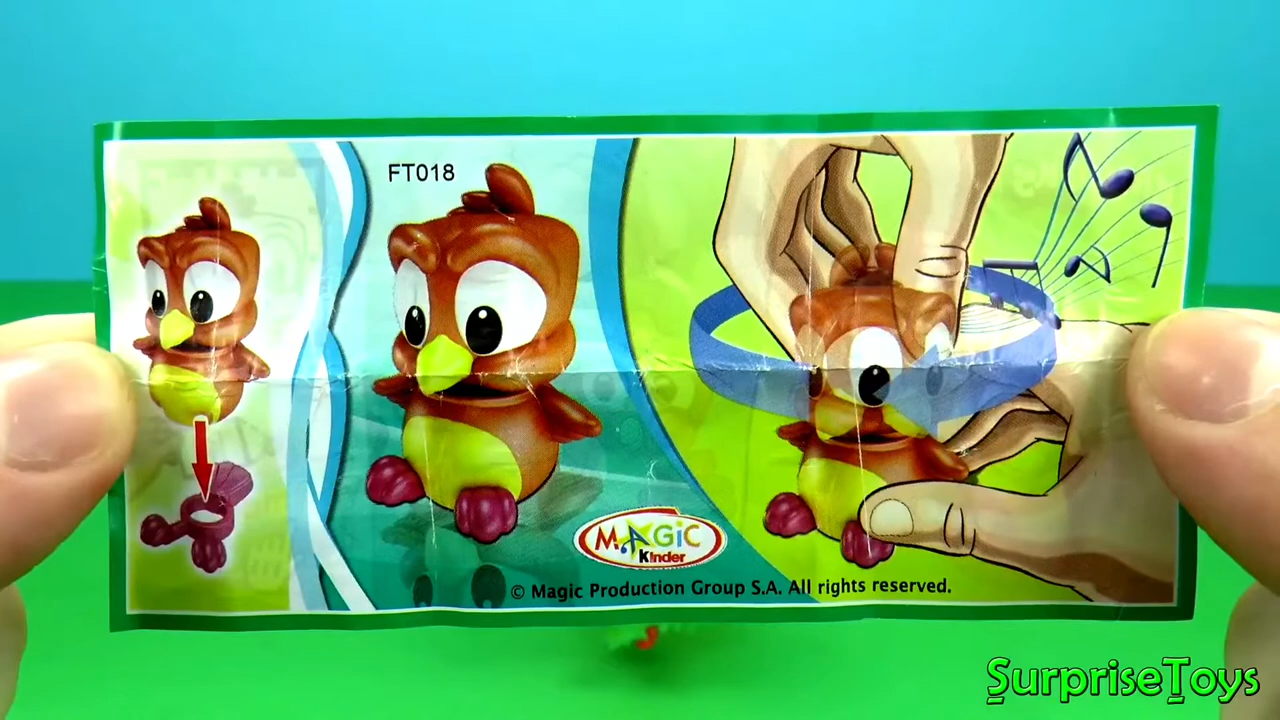 FT018
MAGiC
Kinder
© Magic Production Group S.A. All rights reserved.
SurpriseToys